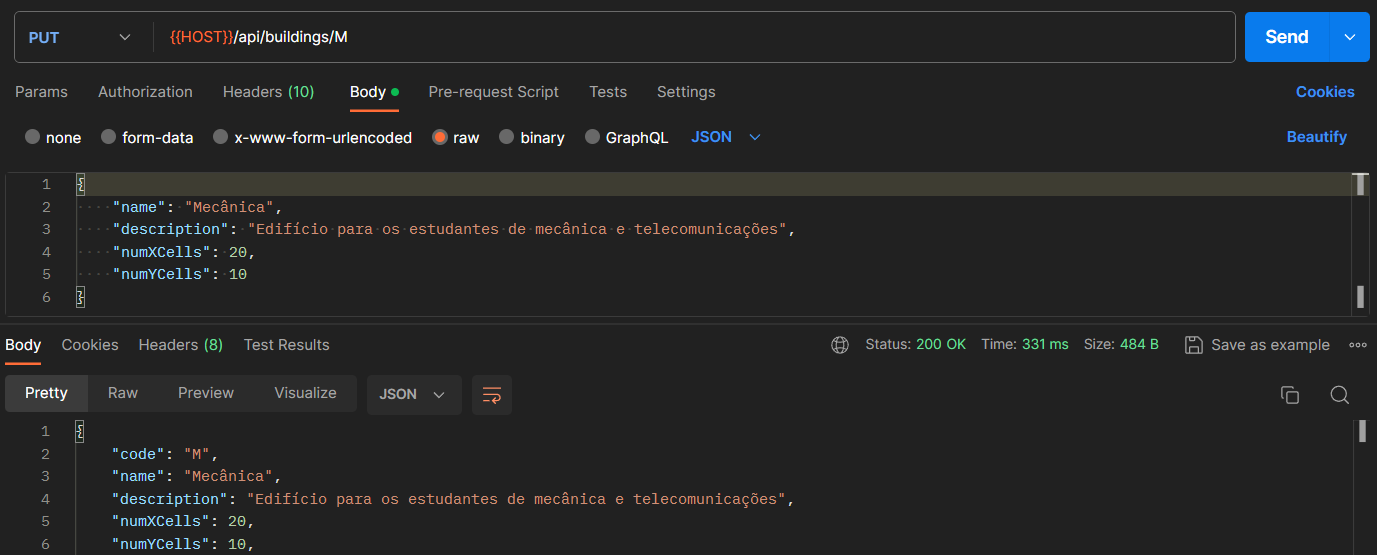 PUT {{HOST}}/api/buildings/M Send
Params Authorization Headers (10) Body Pre-request Script Tests Settings Cookies
none form-data x-www-form-urlencoded raw binary GraphQL JSON Beautify
1 {
2 "name": "Mecânica",
3 "description": "Edifício para os estudantes de mecânica e telecomunicações",
4 "numXCells": 20,
5 "numYCells": 10
6 }
Body Cookies Headers (8) Test Results Status: 200 OK Time: 331 ms Size: 484 B Save as example
Pretty Raw Preview Visualize JSON
1 {
2 "code": "M",
3 "name": "Mecânica",
4 "description": "Edifício para os estudantes de mecânica e telecomunicações",
5 "numXCells": 20,
6 "numYCells": 10,